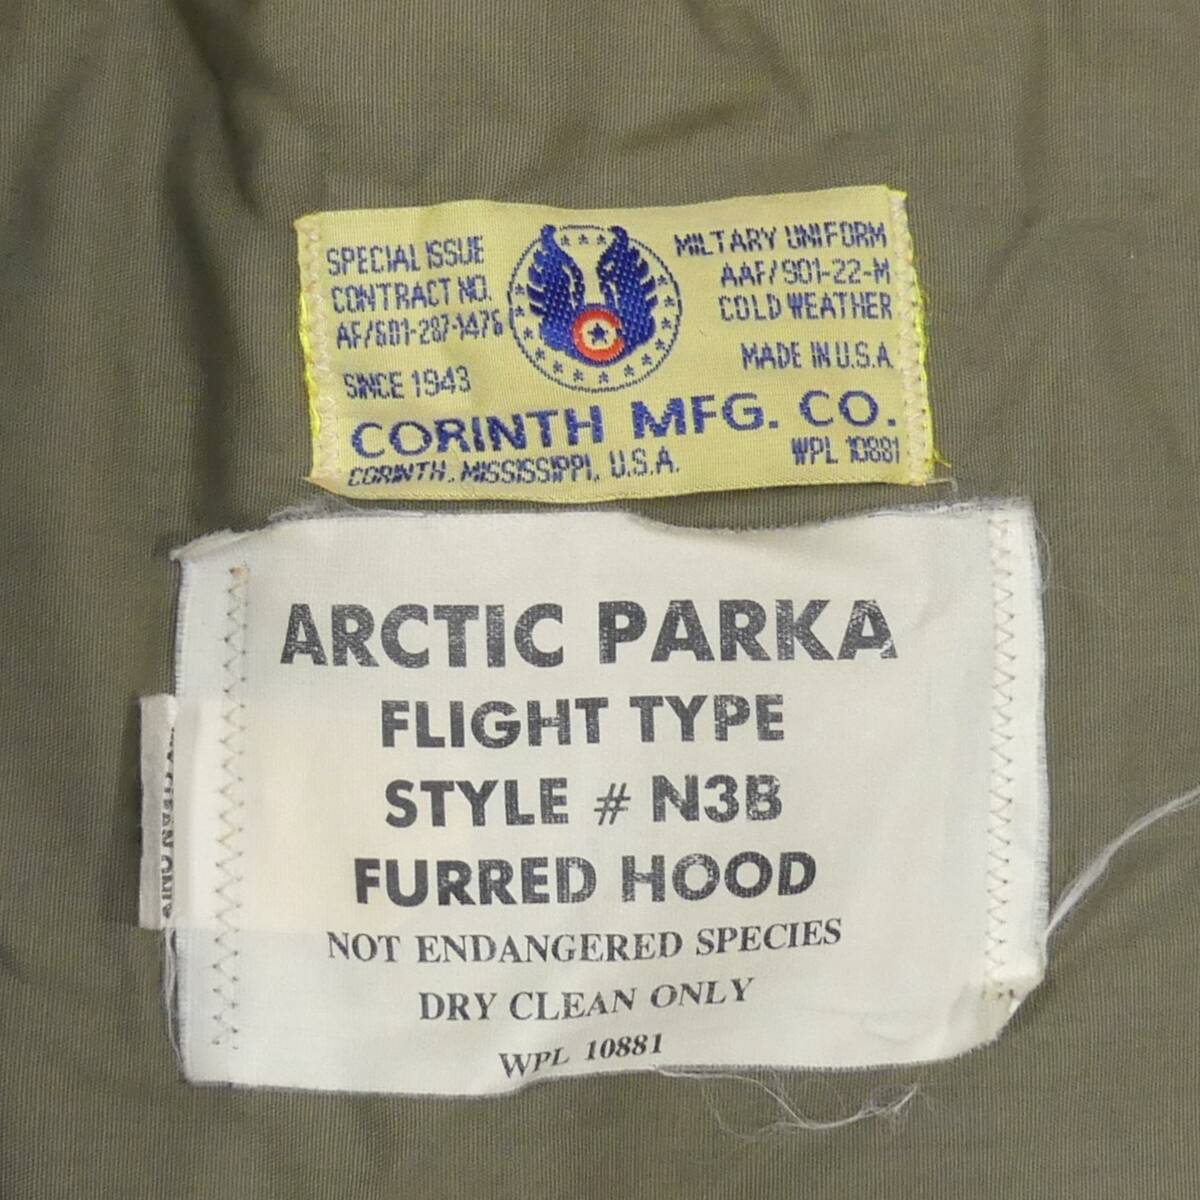 SPECIAL ISSUE
CONTRACT NO.
AF/601-287-1476
SINCE 1943
MILTARY UNIFORM
AAF/901-22-M
COLD WEATHER
MADE IN U.S.A
CORINTH MFG. CO.
CORINTH, MISSISSIPPI, U.S.A.
WPL 10881
ARCTIC PARKA
FLIGHT TYPE
STYLE # N3B
FURRED HOOD
NOT ENDANGERED SPECIES
DRY CLEAN ONLY
WPL 10881